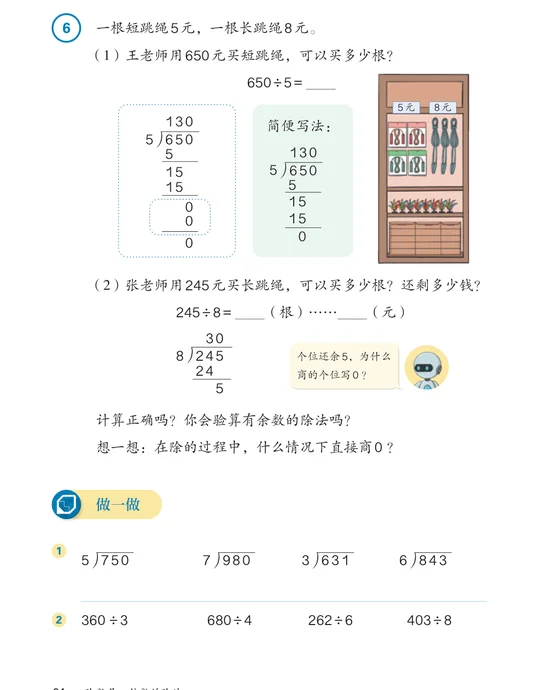 6 一根短跳绳5元，一根长跳绳8元。
（1）王老师用650元买短跳绳，可以买多少根？
650÷5=____
5元 8元
130
5)650
5
15
15
0
0
0
简便写法：
130
5)650
5
15
15
0
（2）张老师用245元买长跳绳，可以买多少根？还剩多少钱？
245÷8=____（根）……____（元）
30
8)245
24
5
个位还余5，为什么
商的个位写0？
计算正确吗？你会验算有余数的除法吗？
想一想：在除的过程中，什么情况下直接商0？
做一做
1 5)750 7)980 3)631 6)843
2 360÷3 680÷4 262÷6 403÷8